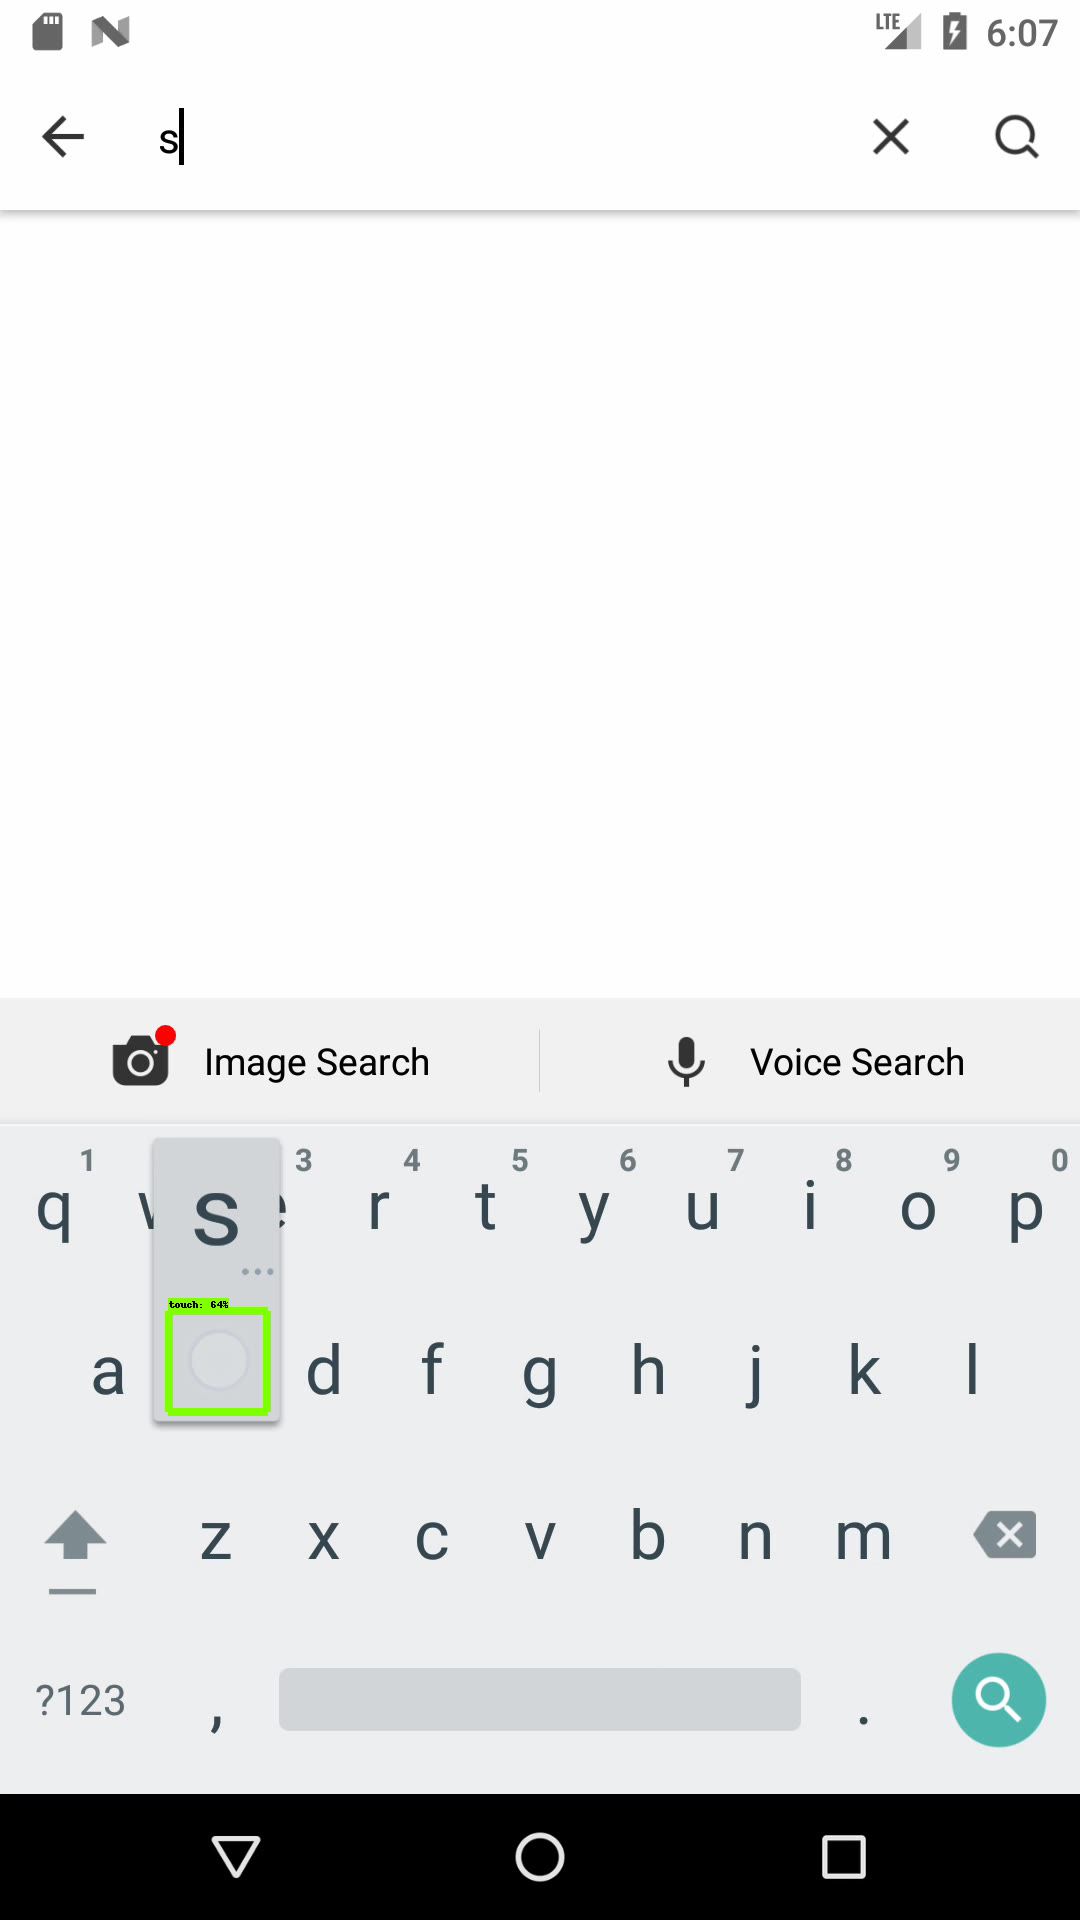 LTE 6:07
s
Image Search Voice Search
1 3 4 5 6 7 8 9 0
q s r t y u i o p
touch: 64%
a d f g h j k l
z x c v b n m
?123 , .